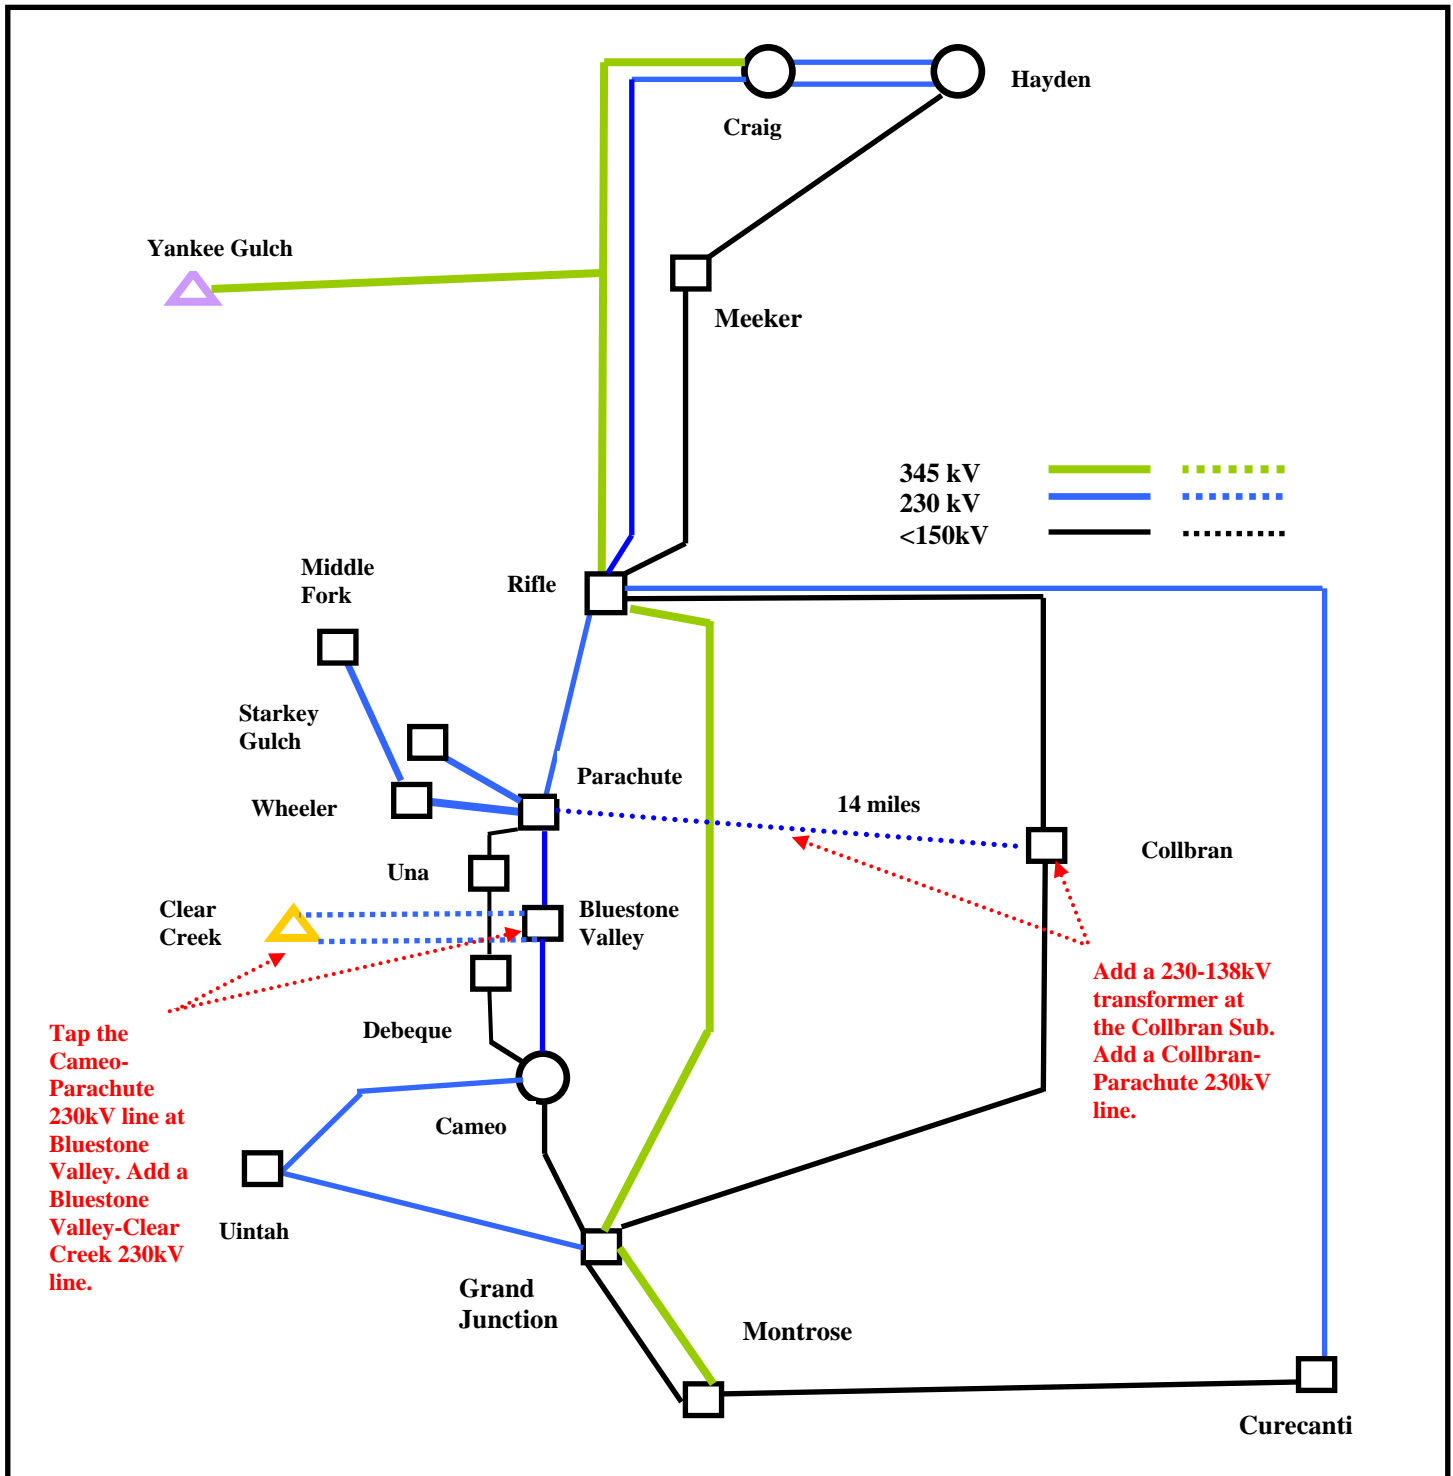 Hayden
Craig
Yankee Gulch
Meeker
345 kV
230 kV
<150kV
Middle
Fork
Rifle
Starkey
Gulch
Parachute
Wheeler
14 miles
Collbran
Una
Clear
Creek
Bluestone
Valley
Add a 230-138kV
transformer at
the Collbran Sub.
Add a Collbran-
Parachute 230kV
line.
Debeque
Tap the
Cameo-
Parachute
230kV line at
Bluestone
Valley. Add a
Bluestone
Valley-Clear
Creek 230kV
line.
Cameo
Uintah
Grand
Junction
Montrose
Curecanti